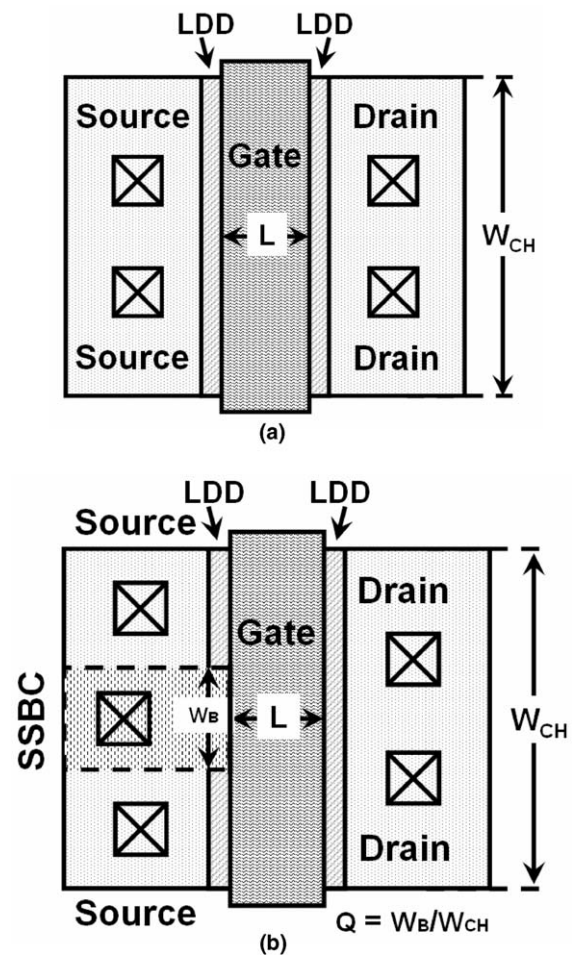 LDD LDD
Source Drain
Gate
L
W_CH
Source Drain
(a)
LDD LDD
Source
Drain
Gate
SSBC
W_B L
W_CH
Drain
Source
Q = W_B/W_CH
(b)